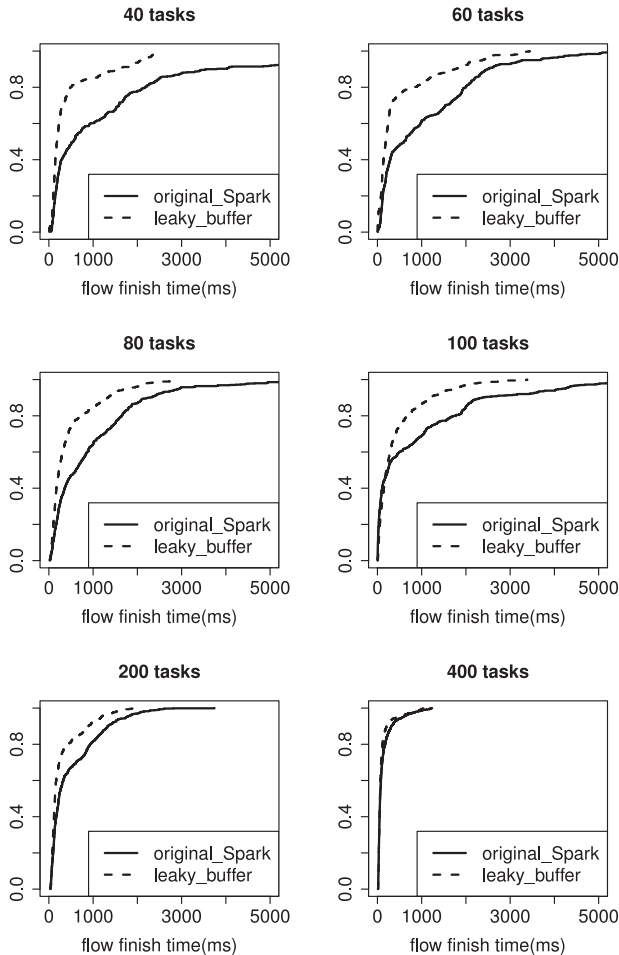 40 tasks
60 tasks
0.0 0.4 0.8
original_Spark
leaky_buffer
0 1000 3000 5000
flow finish time(ms)
0.0 0.4 0.8
original_Spark
leaky_buffer
0 1000 3000 5000
flow finish time(ms)
80 tasks
100 tasks
0.0 0.4 0.8
original_Spark
leaky_buffer
0 1000 3000 5000
flow finish time(ms)
0.0 0.4 0.8
original_Spark
leaky_buffer
0 1000 3000 5000
flow finish time(ms)
200 tasks
400 tasks
0.0 0.4 0.8
original_Spark
leaky_buffer
0 1000 3000 5000
flow finish time(ms)
0.0 0.4 0.8
original_Spark
leaky_buffer
0 1000 3000 5000
flow finish time(ms)